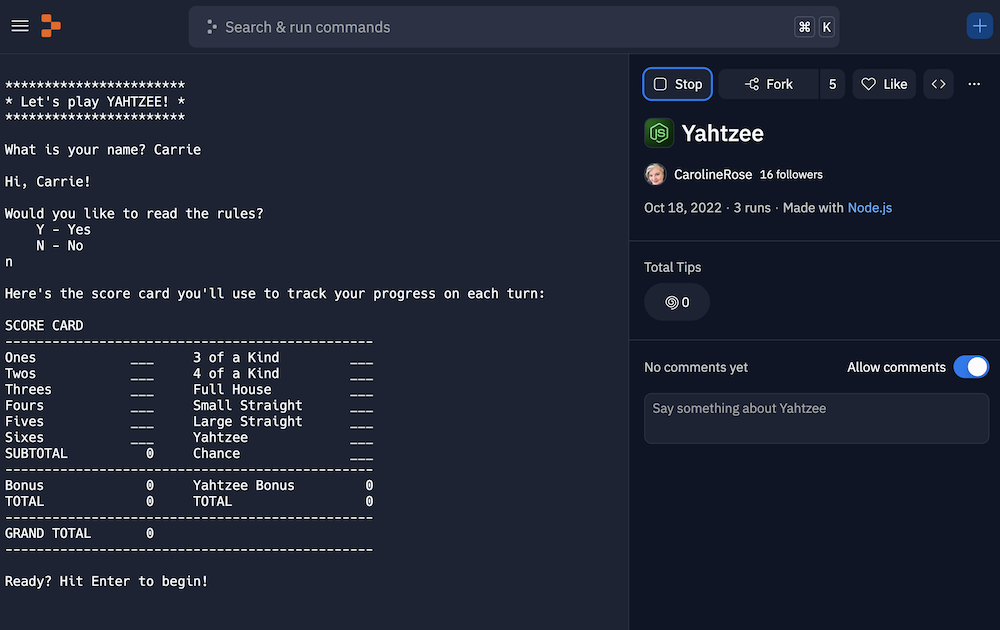 Search & run commands
⌘ K
***********************
* Let's play YAHTZEE! *
***********************
What is your name? Carrie
Hi, Carrie!
Would you like to read the rules?
Y - Yes
N - No
n
Here's the score card you'll use to track your progress on each turn:
SCORE CARD
-----------------------------------------------
Ones ___ 3 of a Kind ___
Twos ___ 4 of a Kind ___
Threes ___ Full House ___
Fours ___ Small Straight ___
Fives ___ Large Straight ___
Sixes ___ Yahtzee ___
SUBTOTAL 0 Chance ___
-----------------------------------------------
Bonus 0 Yahtzee Bonus 0
TOTAL 0 TOTAL 0
-----------------------------------------------
GRAND TOTAL 0
-----------------------------------------------
Ready? Hit Enter to begin!
Stop
Fork 5
Like
<>
...
JS
Yahtzee
CarolineRose 16 followers
Oct 18, 2022 · 3 runs · Made with Node.js
Total Tips
0
No comments yet
Allow comments
Say something about Yahtzee